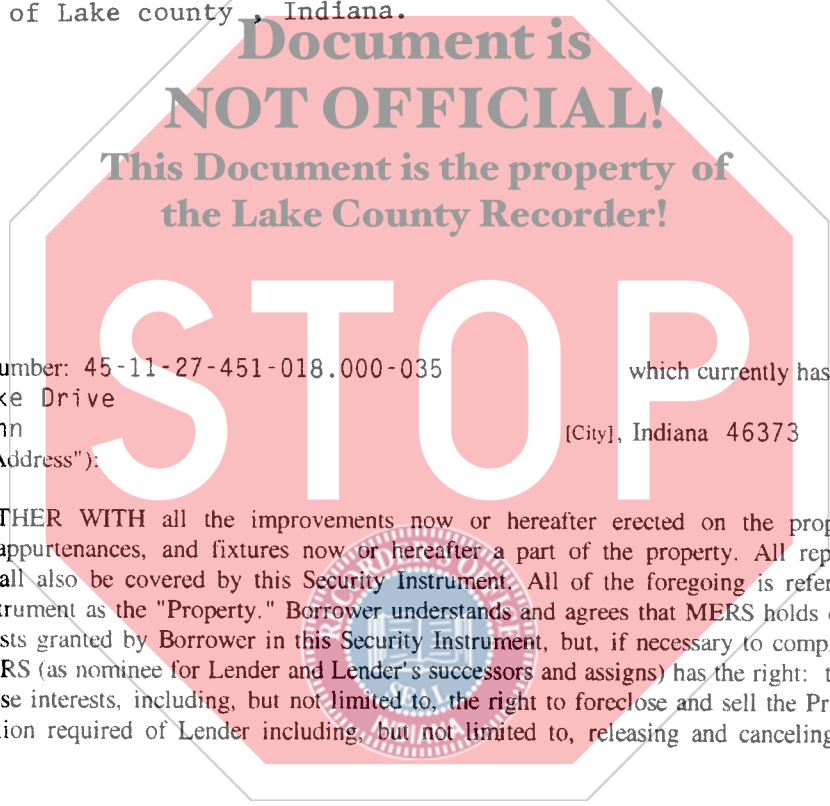 of Lake county , Indiana.
Document is
NOT OFFICIAL!
This Document is the property of
the Lake County Recorder!
STOP
umber: 45-11-27-451-018.000-035 which currently has
ke Drive
nn [City], Indiana 46373
Address"):
THER WITH all the improvements now or hereafter erected on the prop
appurtenances, and fixtures now or hereafter a part of the property. All rep
all also be covered by this Security Instrument. All of the foregoing is refer
trument as the "Property." Borrower understands and agrees that MERS holds
sts granted by Borrower in this Security Instrument, but, if necessary to comp
RS (as nominee for Lender and Lender's successors and assigns) has the right: t
se interests, including, but not limited to, the right to foreclose and sell the Pr
ion required of Lender including, but not limited to, releasing and canceling
RECORDER'S OFFICE
SEAL
INDIANA